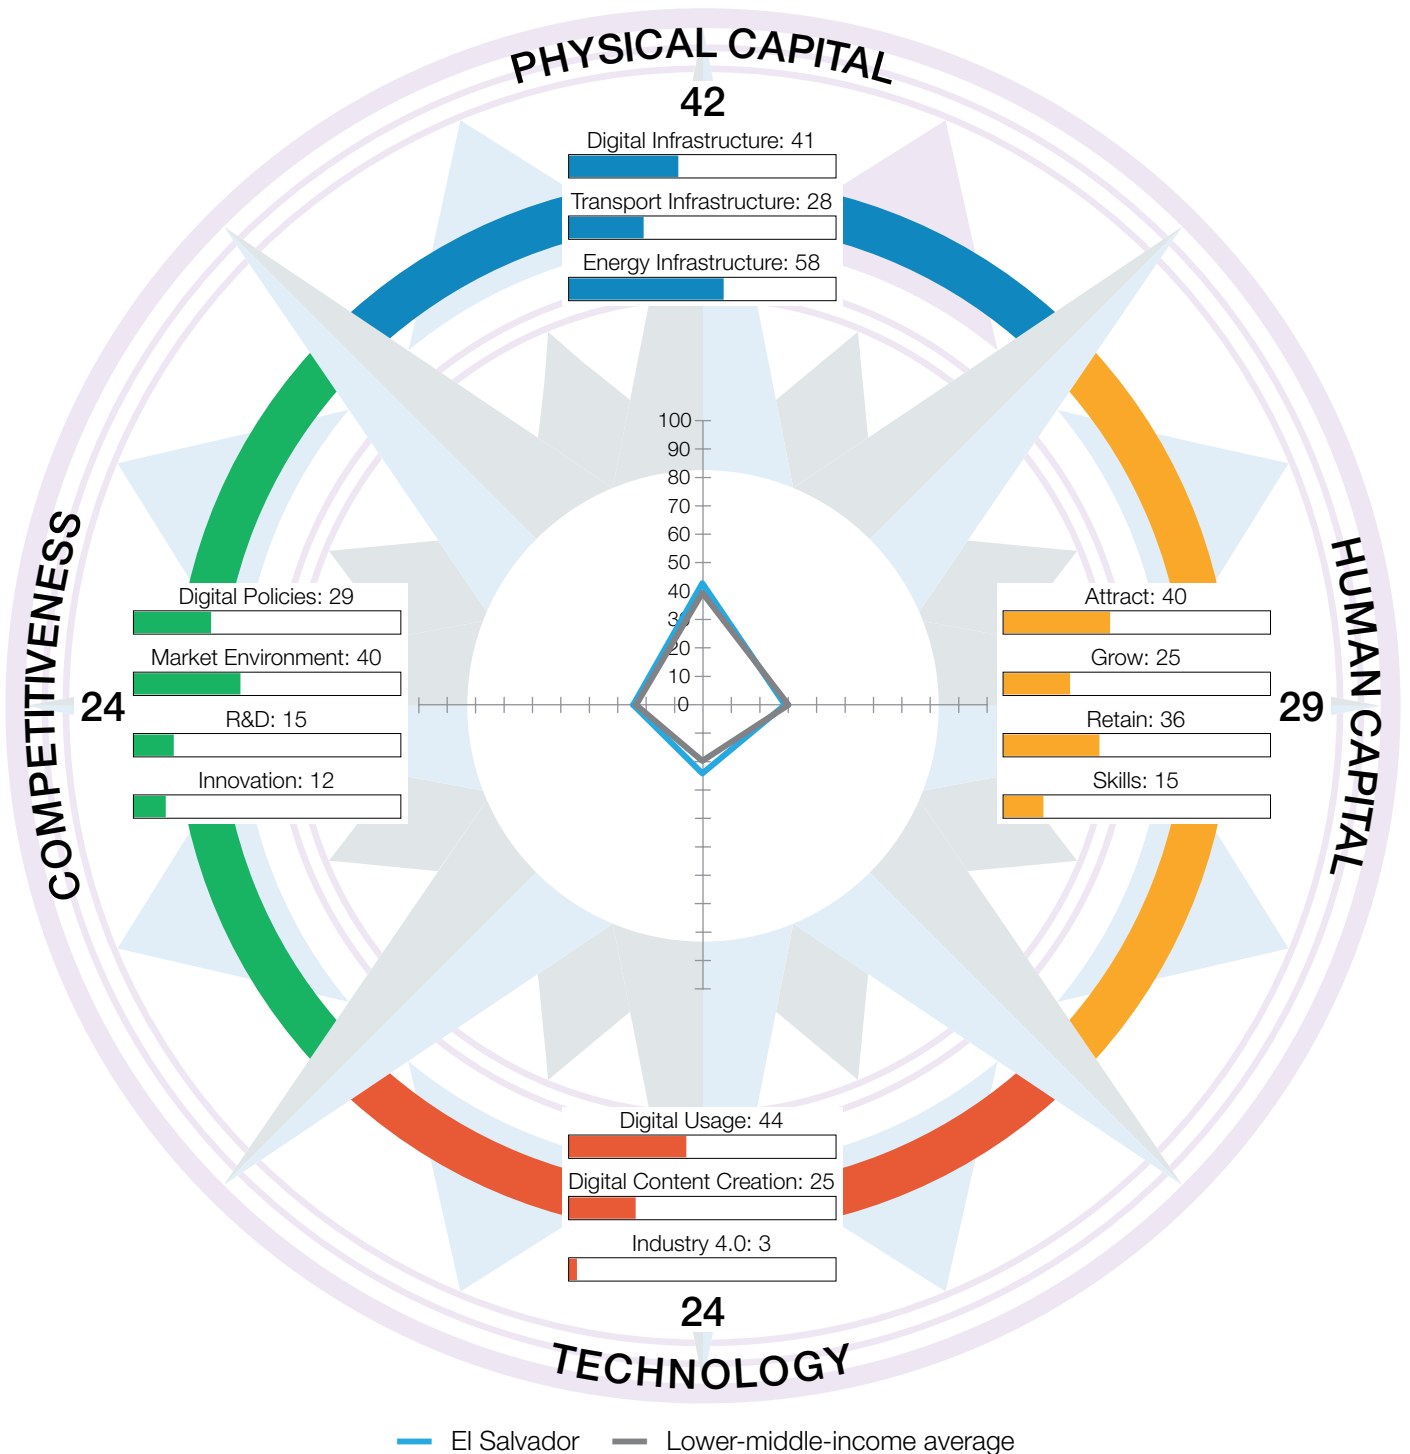 PHYSICAL CAPITAL
42
Digital Infrastructure: 41
Transport Infrastructure: 28
Energy Infrastructure: 58
100
90
80
70
60
50
40
30
20
10
0
COMPETITIVENESS
24
Digital Policies: 29
Market Environment: 40
R&D: 15
Innovation: 12
Attract: 40
Grow: 25
Retain: 36
Skills: 15
29
HUMAN CAPITAL
Digital Usage: 44
Digital Content Creation: 25
Industry 4.0: 3
24
TECHNOLOGY
El Salvador
Lower-middle-income average